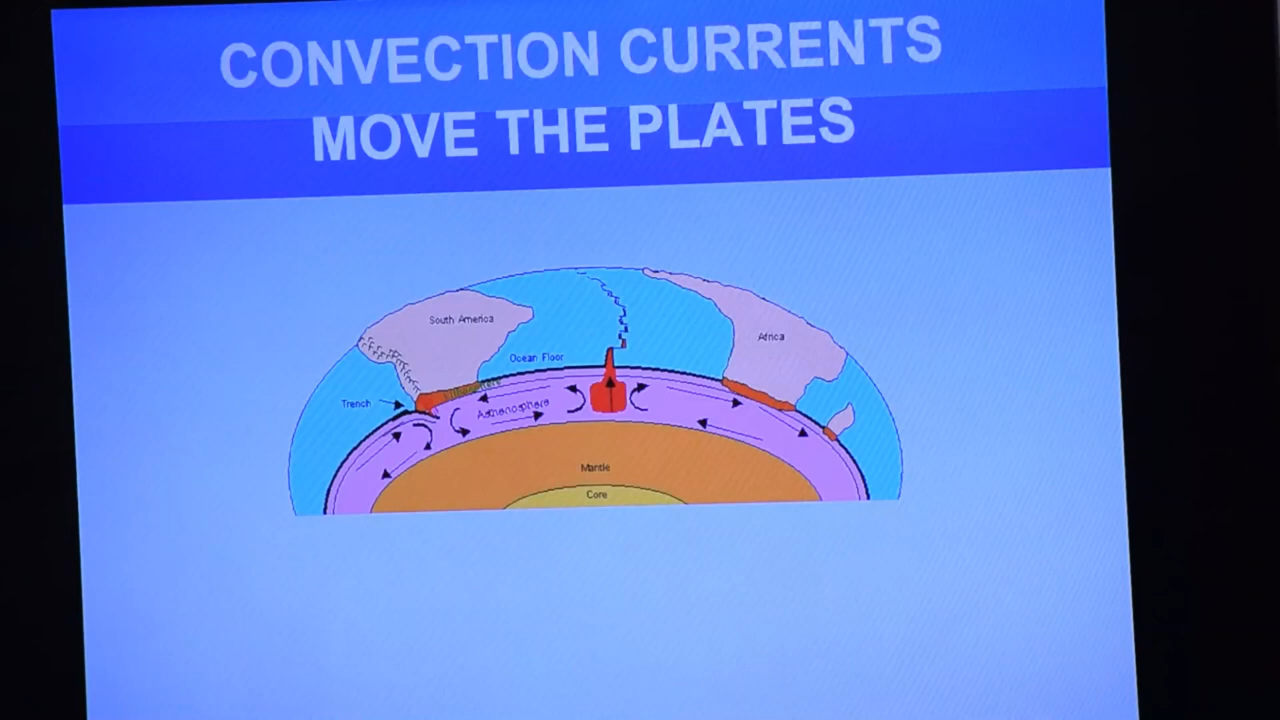 CONVECTION CURRENTS
MOVE THE PLATES
South America
Africa
Ocean Floor
Trench
Asthenosphere
Mantle
Core